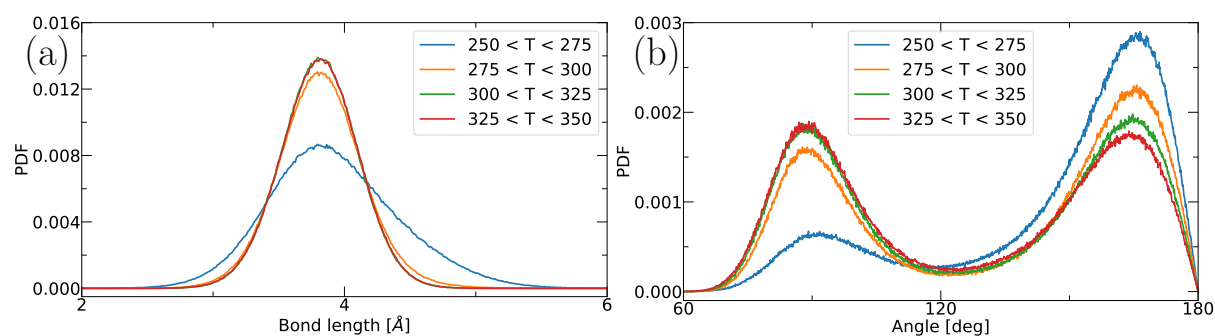 (a)
0.016
0.012
0.008
0.004
0.000
PDF
2
4
6
Bond length [Å]
250 < T < 275
275 < T < 300
300 < T < 325
325 < T < 350
(b)
0.003
0.002
0.001
0.000
PDF
60
120
180
Angle [deg]
250 < T < 275
275 < T < 300
300 < T < 325
325 < T < 350